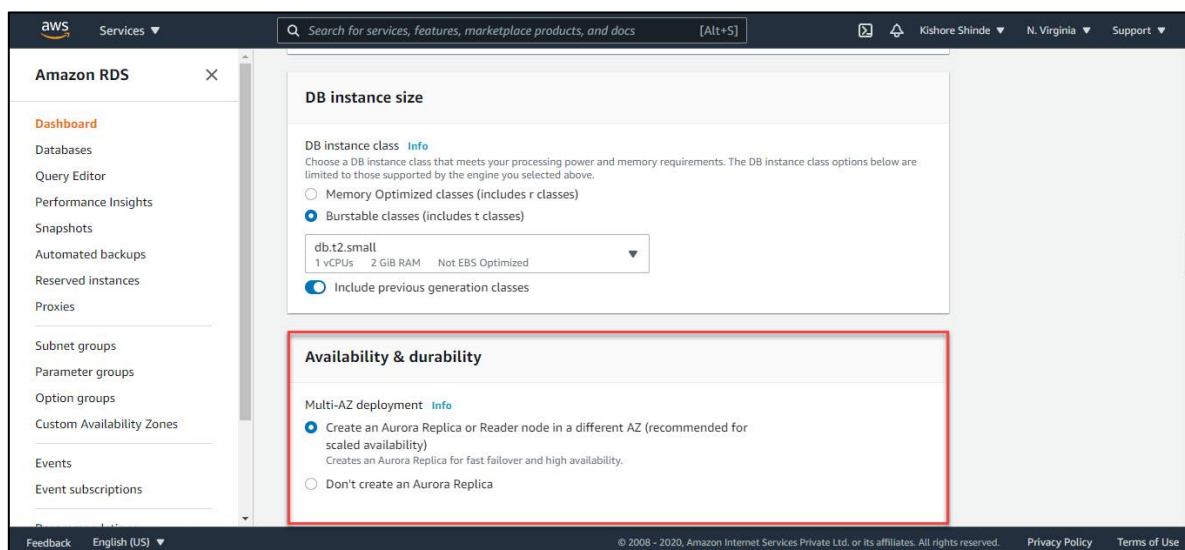 aws
Services ▼
Search for services, features, marketplace products, and docs [Alt+S]
Kishore Shinde ▼
N. Virginia ▼
Support ▼
Amazon RDS
Dashboard
Databases
Query Editor
Performance Insights
Snapshots
Automated backups
Reserved instances
Proxies
Subnet groups
Parameter groups
Option groups
Custom Availability Zones
Events
Event subscriptions
DB instance size
DB instance class Info
Choose a DB instance class that meets your processing power and memory requirements. The DB instance class options below are
limited to those supported by the engine you selected above.
Memory Optimized classes (includes r classes)
Burstable classes (includes t classes)
db.t2.small
1 vCPUs 2 GiB RAM Not EBS Optimized
Include previous generation classes
Availability & durability
Multi-AZ deployment Info
Create an Aurora Replica or Reader node in a different AZ (recommended for
scaled availability)
Creates an Aurora Replica for fast failover and high availability.
Don't create an Aurora Replica
Feedback
English (US) ▼
© 2008 - 2020, Amazon Internet Services Private Ltd. or its affiliates. All rights reserved.
Privacy Policy
Terms of Use